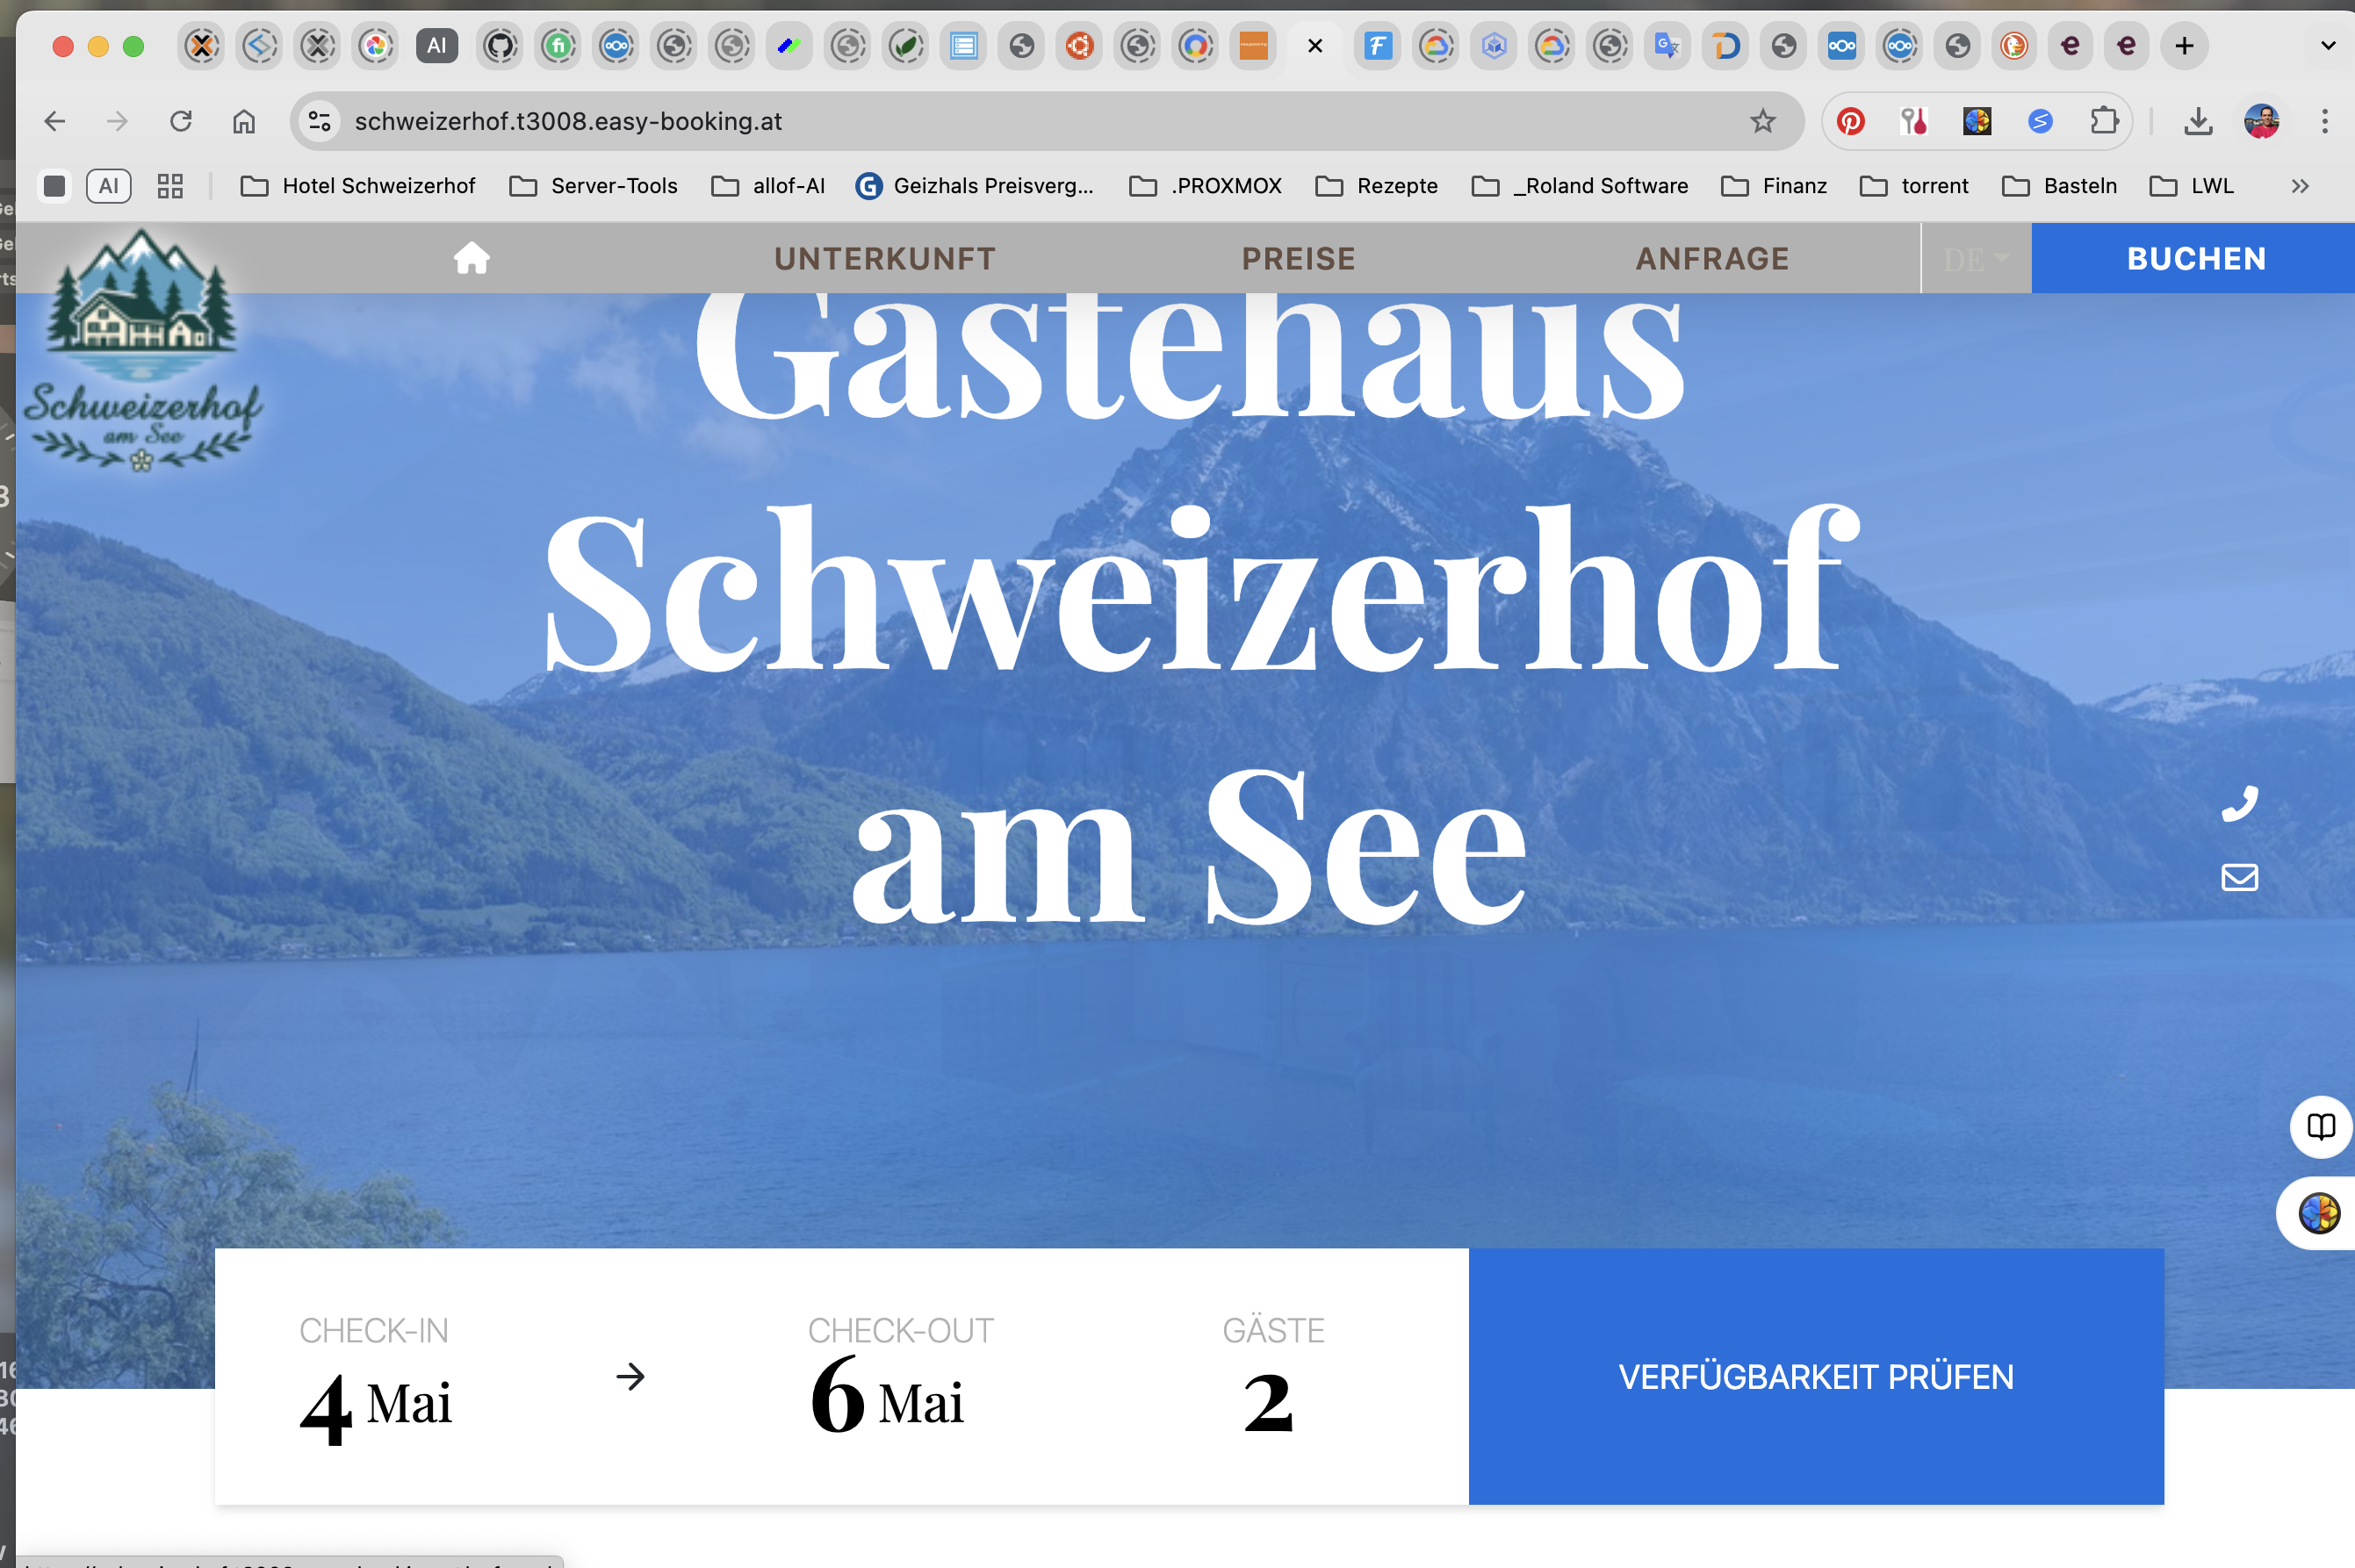 AI
schweizerhof.t3008.easy-booking.at
AI
Hotel Schweizerhof
Server-Tools
allof-AI
Geizhals Preisverg...
.PROXMOX
Rezepte
_Roland Software
Finanz
torrent
Basteln
LWL
UNTERKUNFT
PREISE
ANFRAGE
DE
BUCHEN
Schweizerhof
am See
Gästehaus
Schweizerhof
am See
CHECK-IN
4 Mai
CHECK-OUT
6 Mai
GÄSTE
2
VERFÜGBARKEIT PRÜFEN